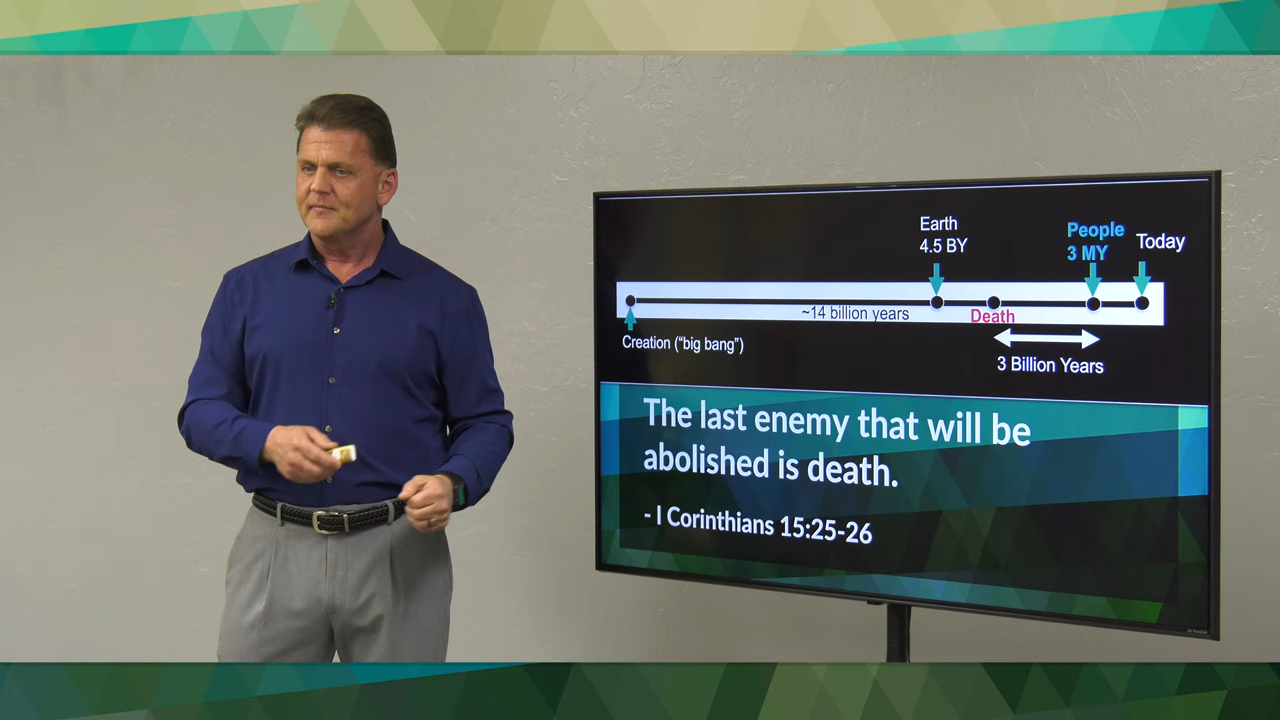 Earth
4.5 BY
People
3 MY
Today
~14 billion years
Death
Creation ("big bang")
3 Billion Years
The last enemy that will be
abolished is death.
- I Corinthians 15:25-26